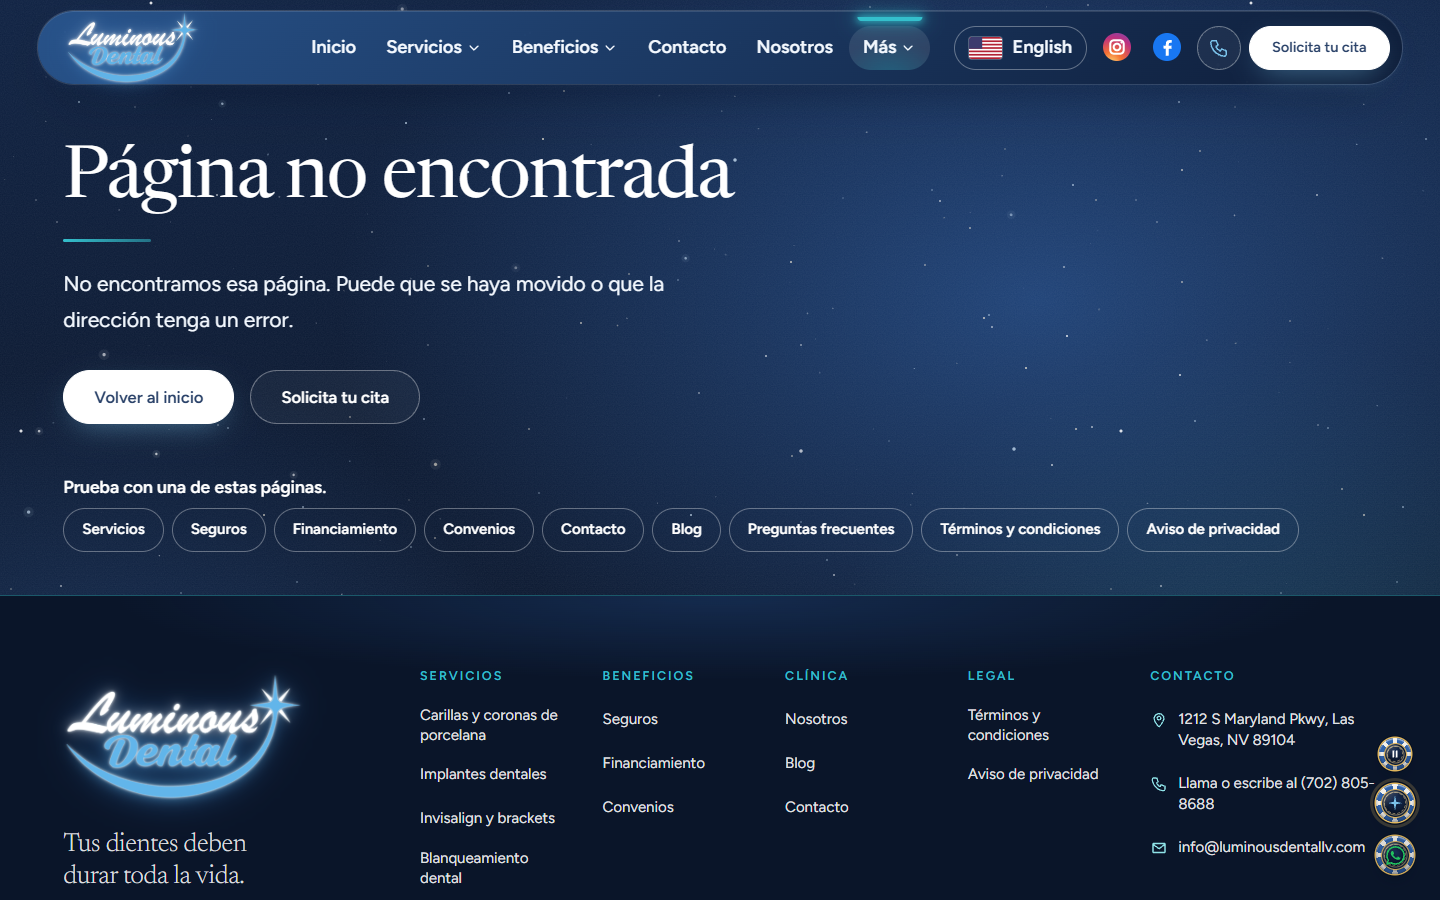 Luminous
Dental
Inicio
Servicios
Beneficios
Contacto
Nosotros
Más
English
Solicita tu cita
Página no encontrada
No encontramos esa página. Puede que se haya movido o que la
dirección tenga un error.
Volver al inicio
Solicita tu cita
Prueba con una de estas páginas.
Servicios
Seguros
Financiamiento
Convenios
Contacto
Blog
Preguntas frecuentes
Términos y condiciones
Aviso de privacidad
Luminous
Dental
Tus dientes deben
durar toda la vida.
SERVICIOS
Carillas y coronas de
porcelana
Implantes dentales
Invisalign y brackets
Blanqueamiento
dental
BENEFICIOS
Seguros
Financiamiento
Convenios
CLÍNICA
Nosotros
Blog
Contacto
LEGAL
Términos y
condiciones
Aviso de privacidad
CONTACTO
1212 S Maryland Pkwy, Las
Vegas, NV 89104
Llama o escribe al (702) 805-
8688
info@luminousdentallv.com